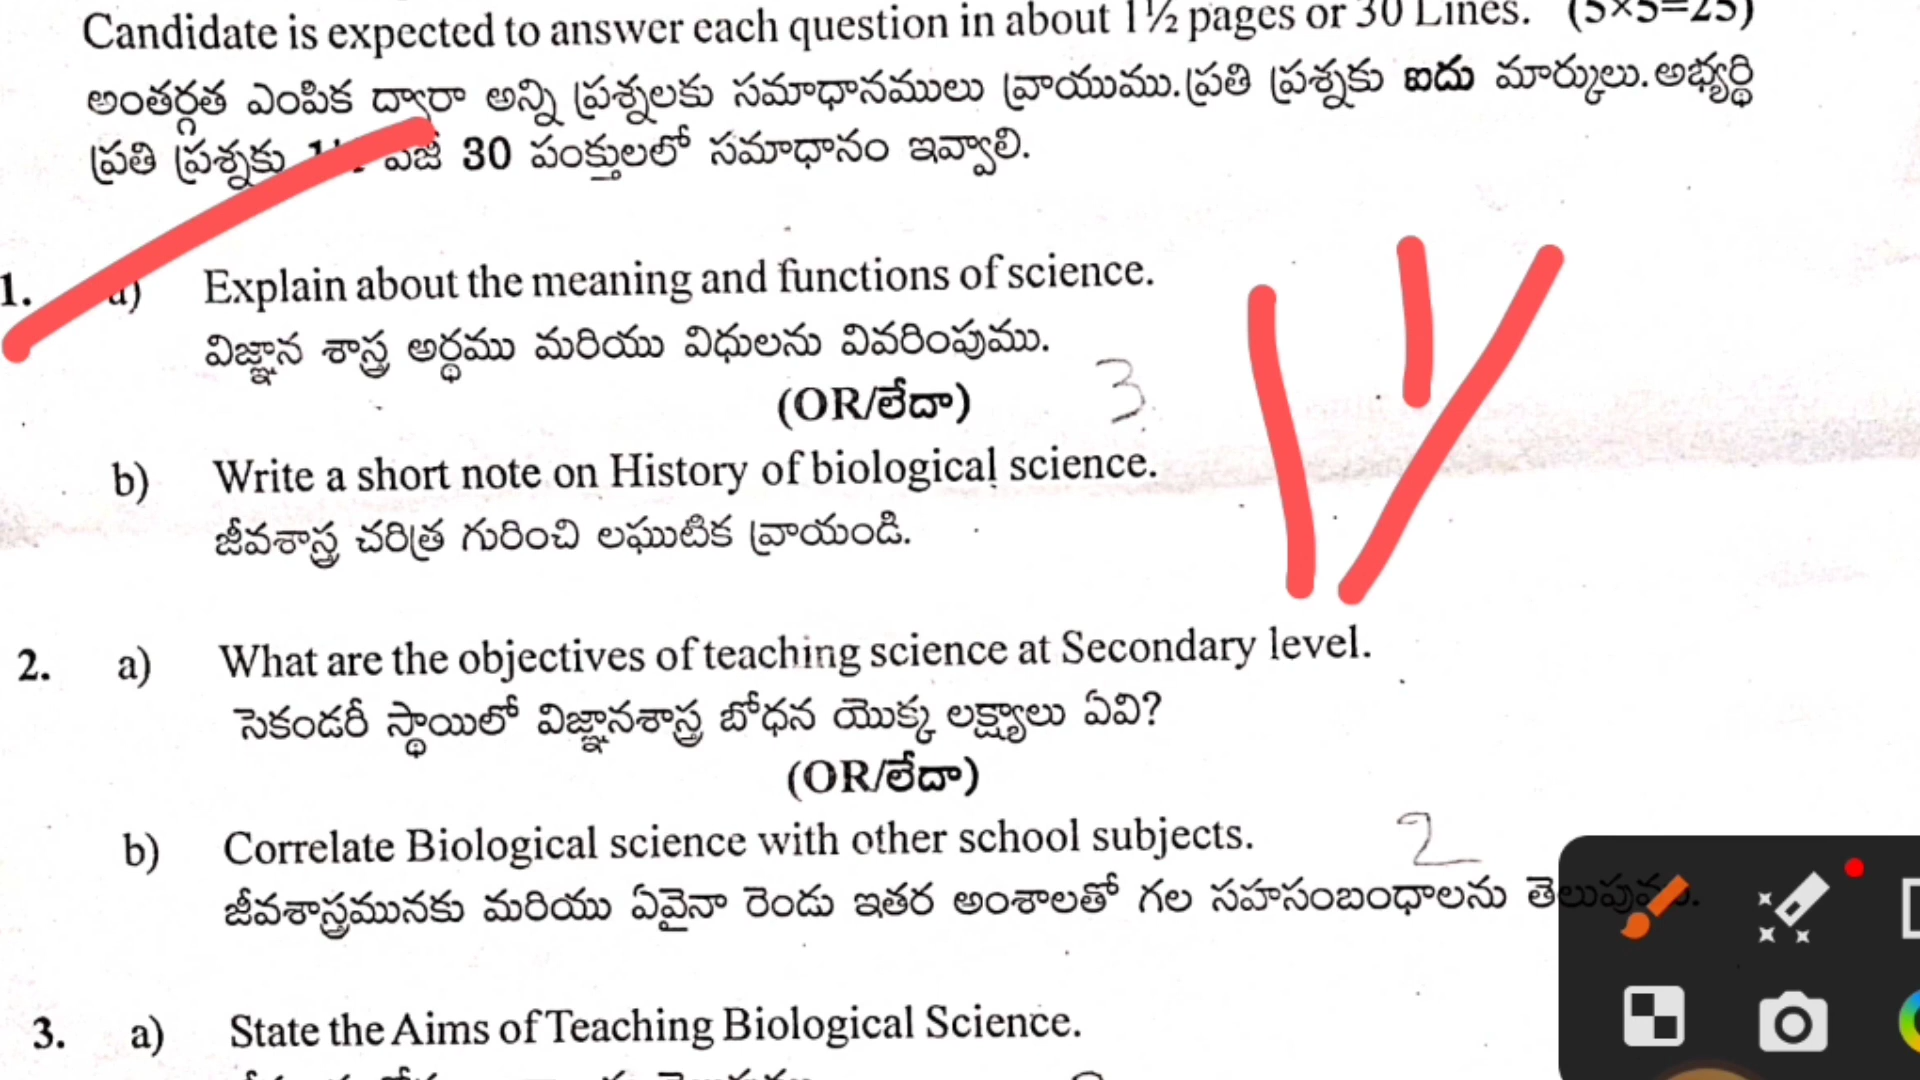 Candidate is expected to answer each question in about 1½ pages or 30 Lines. (5×5=25)
అంతర్గత ఎంపిక ద్వారా అన్ని ప్రశ్నలకు సమాధానములు వ్రాయుము.ప్రతి ప్రశ్నకు ఐదు మార్కులు.అభ్యర్థి
ప్రతి ప్రశ్నకు పేజీ 30 పంక్తులలో సమాధానం ఇవ్వాలి.
1. a) Explain about the meaning and functions of science.
విజ్ఞాన శాస్త్ర అర్థము మరియు విధులను వివరింపుము.
(OR/లేదా) 3
b) Write a short note on History of biological science.
జీవశాస్త్ర చరిత్ర గురించి లఘుటిక వ్రాయండి.
2. a) What are the objectives of teaching science at Secondary level.
సెకండరీ స్థాయిలో విజ్ఞానశాస్త్ర బోధన యొక్క లక్ష్యాలు ఏవి?
(OR/లేదా)
b) Correlate Biological science with other school subjects. 2
జీవశాస్త్రమునకు మరియు ఏవైనా రెండు ఇతర అంశాలతో గల సహసంబంధాలను తెలుపుము.
3. a) State the Aims of Teaching Biological Science.